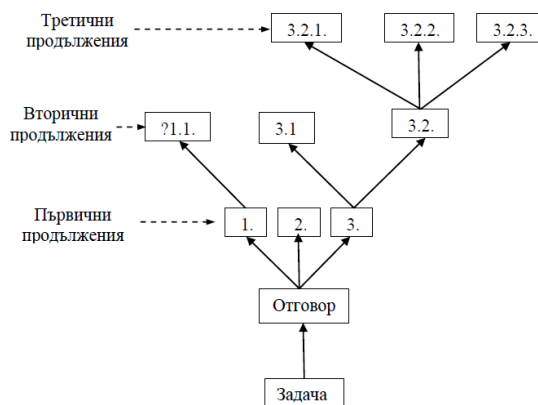 Третични
продължения
3.2.1.
3.2.2.
3.2.3.
Вторични
продължения
?1.1.
3.1
3.2.
Първични
продължения
1.
2.
3.
Отговор
Задача